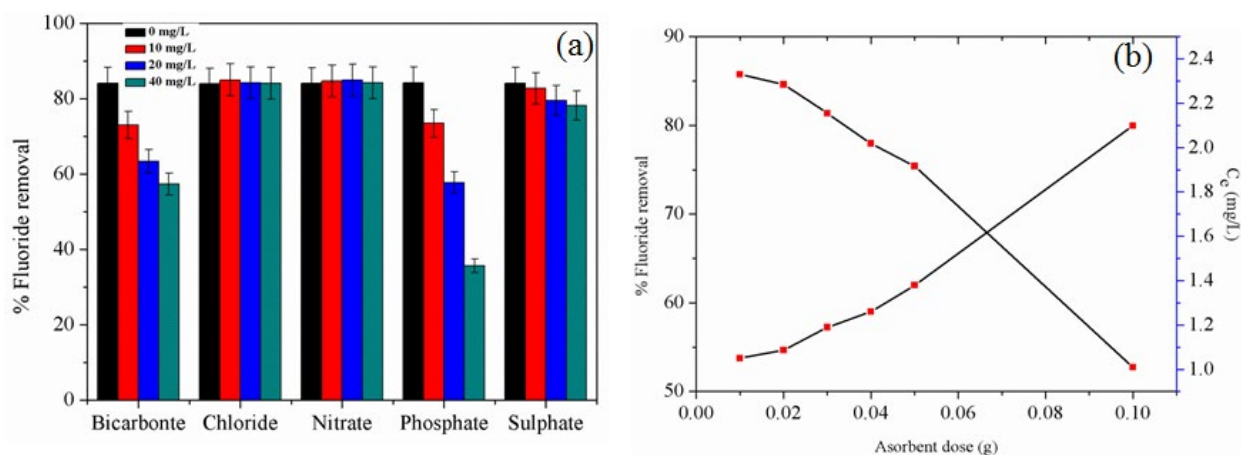 100
80
60
40
20
0
% Fluoride removal
0 mg/L
10 mg/L
20 mg/L
40 mg/L
(a)
Bicarbonte Chloride Nitrate Phosphate Sulphate
90
80
70
60
50
% Fluoride removal
(b)
2.4
2.2
2.0
1.8
1.6
1.4
1.2
1.0
Ce (mg/L)
0.00 0.02 0.04 0.06 0.08 0.10
Asorbent dose (g)